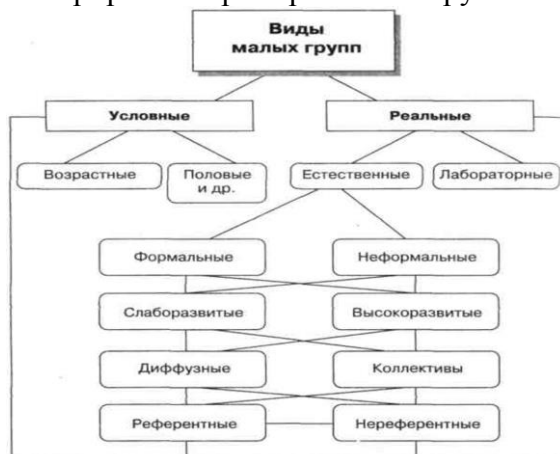 Виды
малых групп
Условные
Реальные
Возрастные
Половые
и др.
Естественные
Лабораторные
Формальные
Неформальные
Слаборазвитые
Высокоразвитые
Диффузные
Коллективы
Референтные
Нереферентные